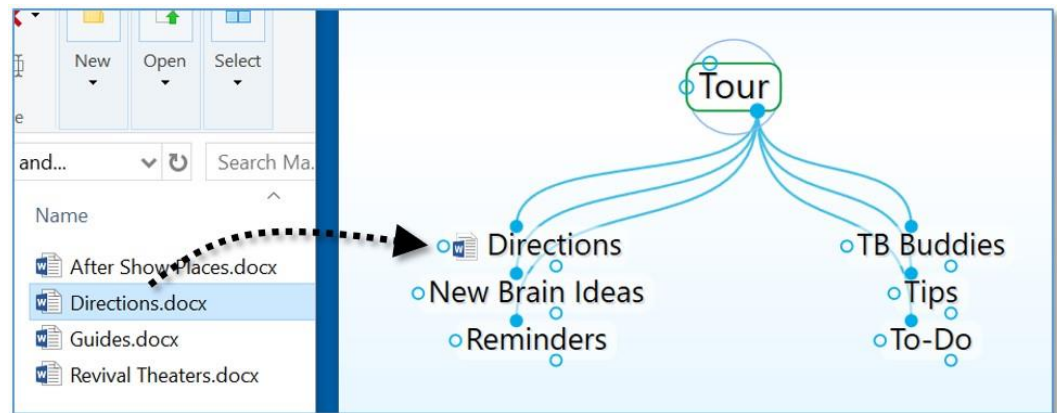 New Open Select
e
and... Search Ma.
Name
After Show Places.docx
Directions.docx
Guides.docx
Revival Theaters.docx
Tour
Directions
New Brain Ideas
Reminders
TB Buddies
Tips
To-Do